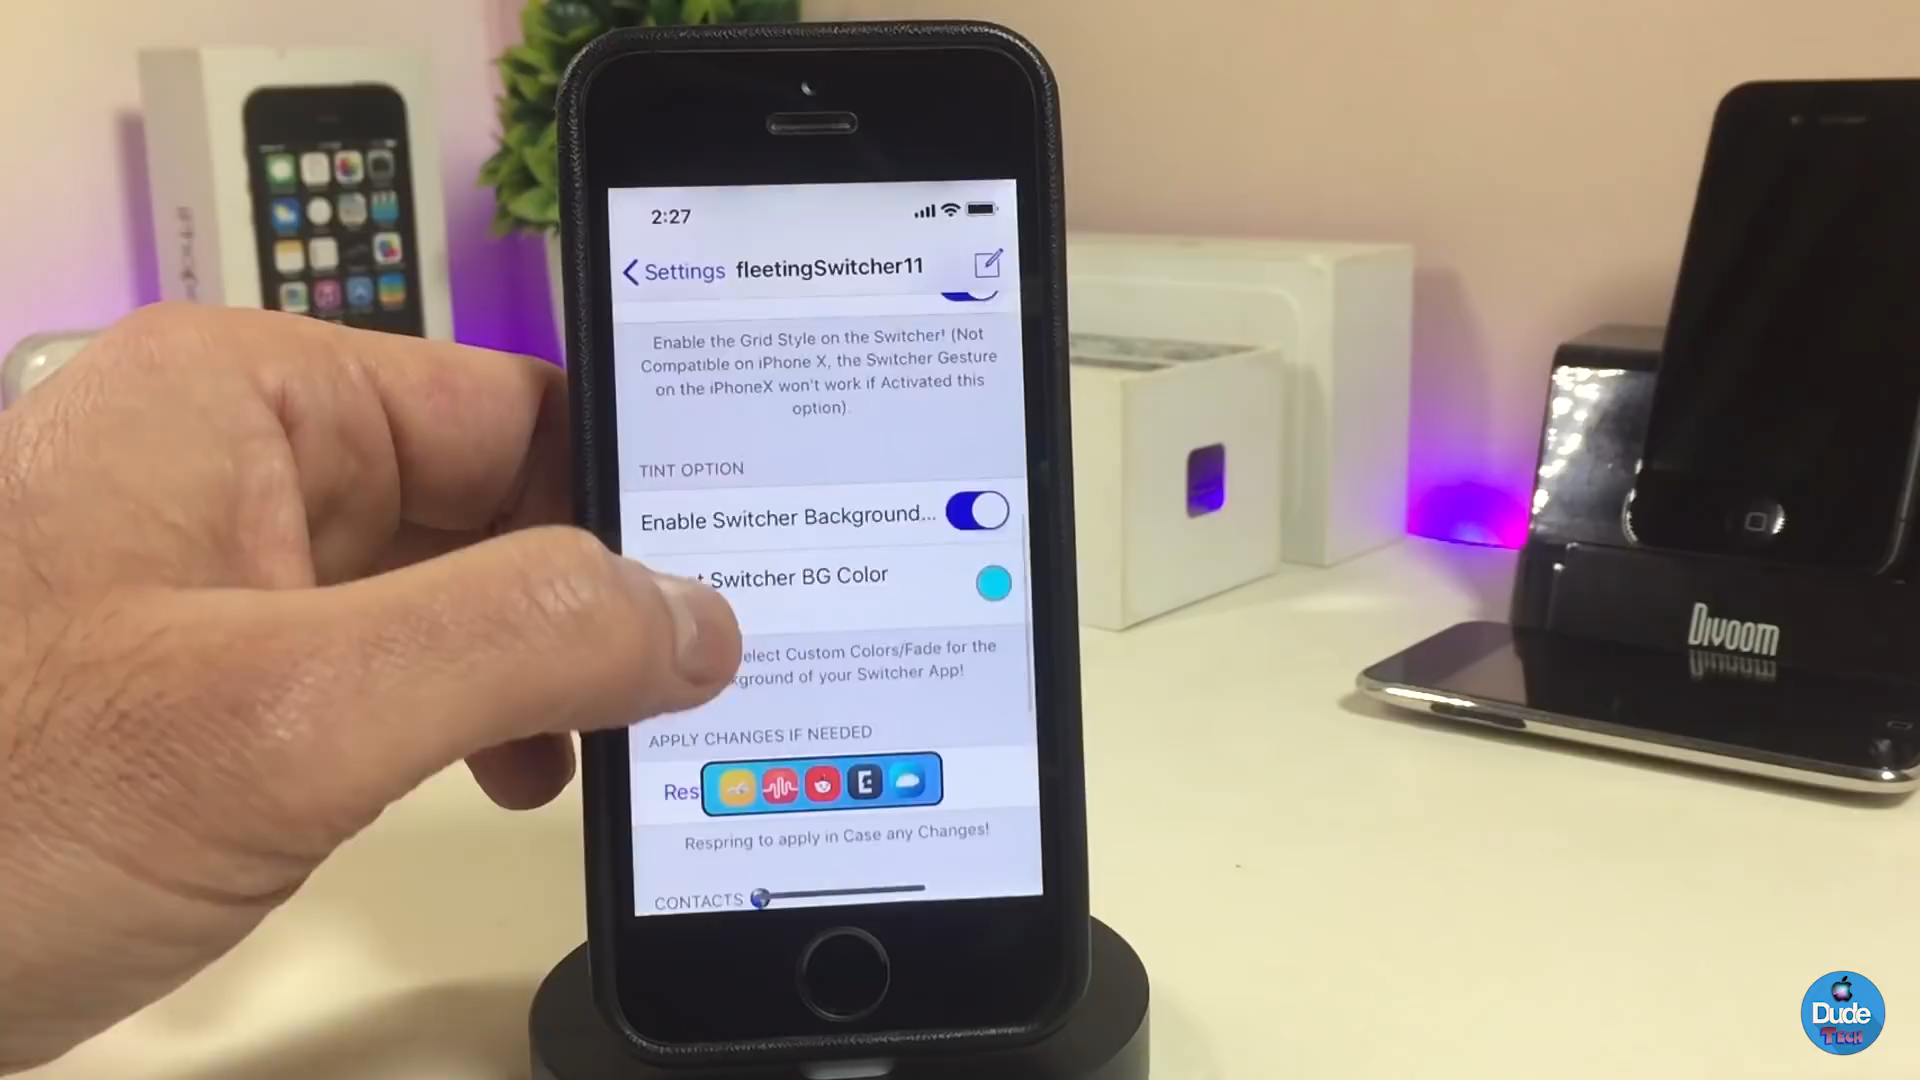 2:27
Settings fleetingSwitcher11
Enable the Grid Style on the Switcher! (Not
Compatible on iPhone X, the Switcher Gesture
on the iPhoneX won't work if Activated this
option).
TINT OPTION
Enable Switcher Background...
Switcher BG Color
elect Custom Colors/Fade for the
kground of your Switcher App!
APPLY CHANGES IF NEEDED
Res
Respring to apply in Case any Changes!
CONTACTS
Divoom
Dude
TECH